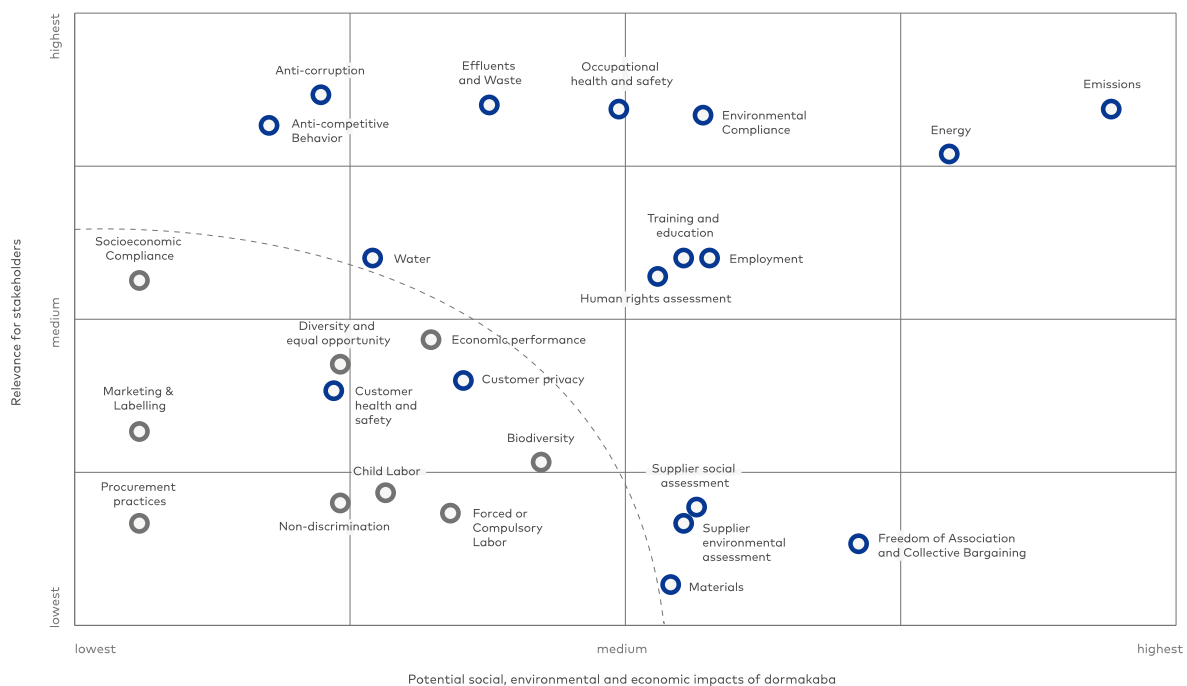 highest
Anti-corruption
Effluents
and Waste
Occupational
health and safety
Emissions
Anti-competitive
Behavior
Environmental
Compliance
Energy
Training and
education
Socioeconomic
Compliance
Water
Employment
Human rights assessment
Relevance for stakeholders
medium
Diversity and
equal opportunity
Economic performance
Customer privacy
Marketing &
Labelling
Customer
health and
safety
Biodiversity
Child Labor
Supplier social
assessment
Procurement
practices
Non-discrimination
Forced or
Compulsory
Labor
Supplier
environmental
assessment
Freedom of Association
and Collective Bargaining
Materials
lowest
lowest
medium
highest
Potential social, environmental and economic impacts of dormakaba